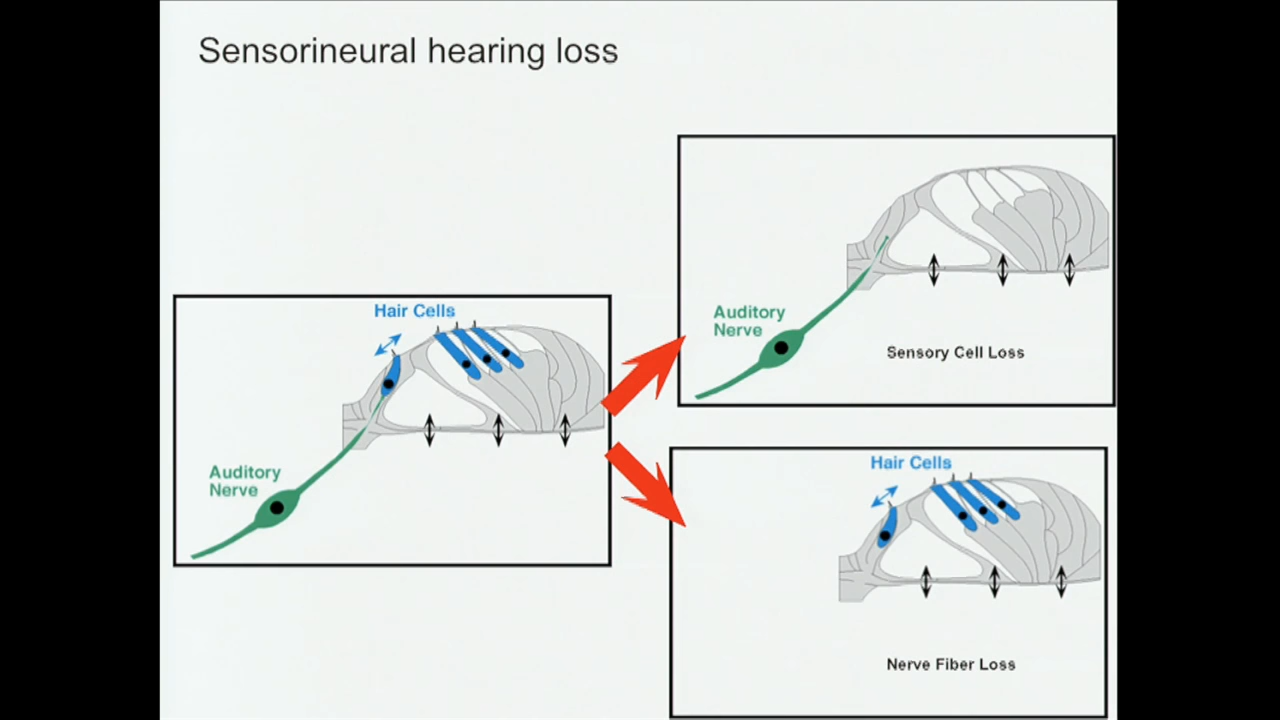 Sensorineural hearing loss
Hair Cells
Auditory
Nerve
Auditory
Nerve
Sensory Cell Loss
Hair Cells
Nerve Fiber Loss